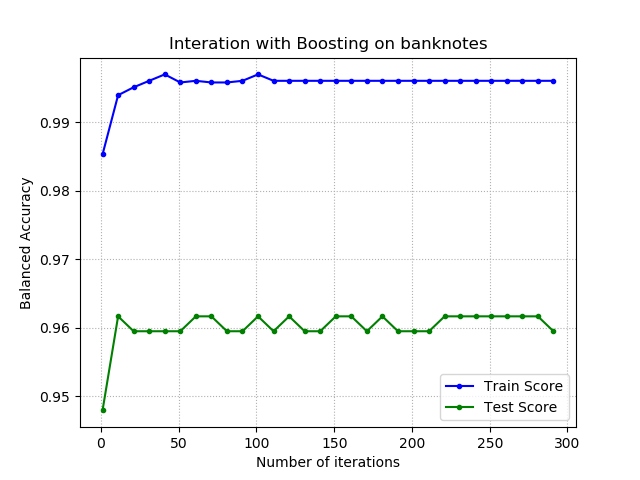 Interation with Boosting on banknotes
Balanced Accuracy
0.99
0.98
0.97
0.96
0.95
0 50 100 150 200 250 300
Number of iterations
Train Score
Test Score